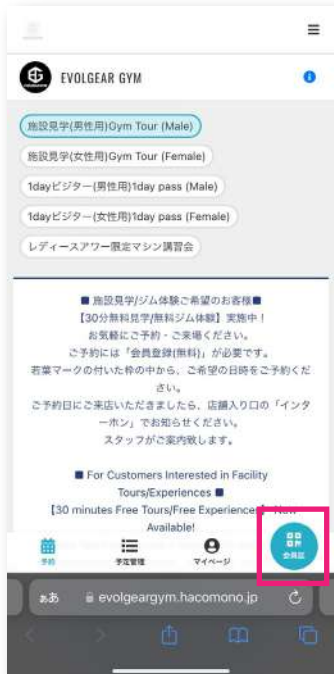 EVOLGEAR GYM
施設見学(男性用)Gym Tour (Male)
施設見学(女性用)Gym Tour (Female)
1dayビジター(男性用)1day pass (Male)
1dayビジター(女性用)1day pass (Female)
レディースアワー限定マシン講習会
■ 施設見学/ジム体験ご希望のお客様■
【30分無料見学/無料ジム体験】実施中！
お気軽にご予約・ご来場ください。
ご予約には「会員登録(無料)」が必要です。
若葉マークの付いた枠の中から、ご希望の日時をご予約くだ
さい。
ご予約日にご来店いただきましたら、店舗入り口の「インタ
ーホン」でお知らせください。
スタッフがご案内致します。
■ For Customers Interested in Facility
Tours/Experiences ■
【30 minutes Free Tours/Free Experiences】 Now
Available!
予約
予定管理
マイページ
会員証
ぁあ
evolgeargym.hacomono.jp